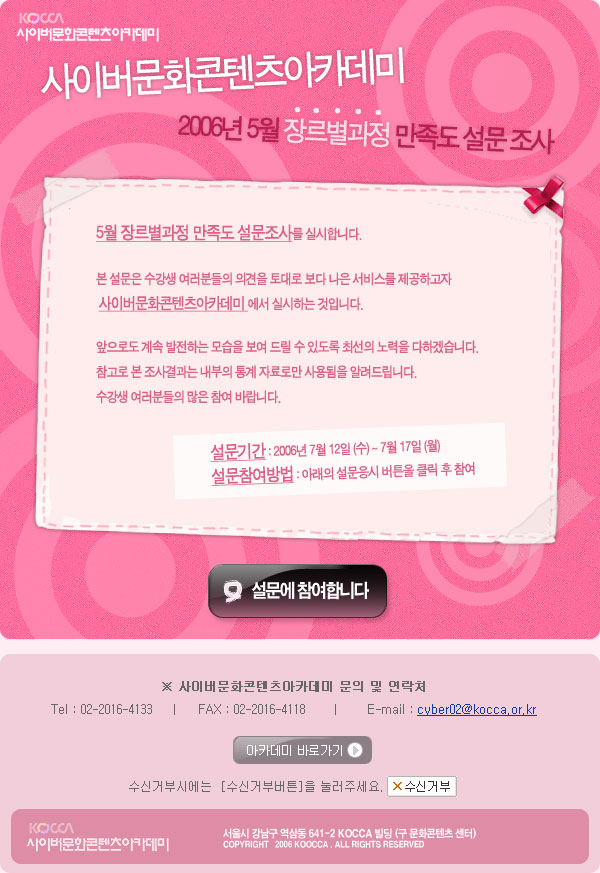 KOCCA
사이버문화콘텐츠아카데미
사이버문화콘텐츠아카데미
2006년 5월 장르별과정 만족도 설문 조사
5월 장르별과정 만족도 설문조사를 실시합니다.
본 설문은 수강생 여러분들의 의견을 토대로 보다 나은 서비스를 제공하고자
사이버문화콘텐츠아카데미 에서 실시하는 것입니다.
앞으로도 계속 발전하는 모습을 보여 드릴 수 있도록 최선의 노력을 다하겠습니다.
참고로 본 조사결과는 내부의 통계 자료로만 사용됨을 알려드립니다.
수강생 여러분들의 많은 참여 바랍니다.
설문기간 : 2006년 7월 12일 (수) ~ 7월 17일 (월)
설문참여방법 : 아래의 설문응시 버튼을 클릭 후 참여
설문에 참여합니다
※ 사이버문화콘텐츠아카데미 문의 및 연락처
Tel : 02-2016-4133 | FAX : 02-2016-4118 | E-mail : cyber02@kocca.or.kr
아카데미 바로가기
수신거부시에는 [수신거부버튼]을 눌러주세요. ×수신거부
KOCCA
사이버문화콘텐츠아카데미
서울시 강남구 역삼동 641-2 KOCCA 빌딩 (구 문화콘텐츠 센터)
COPYRIGHT 2006 KOOCCA . ALL RIGHTS RESERVED